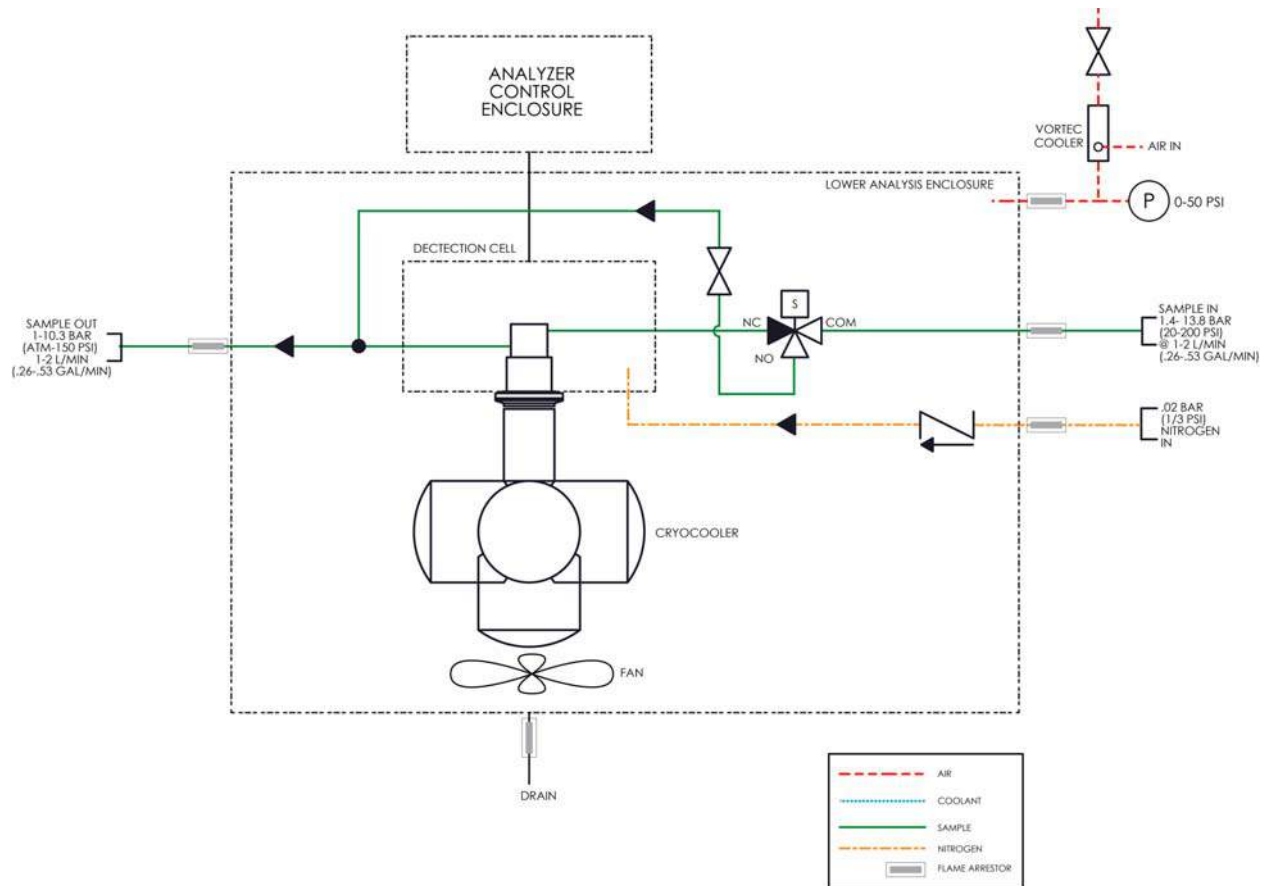 ANALYZER
CONTROL
ENCLOSURE
VORTEC
COOLER
AIR IN
LOWER ANALYSIS ENCLOSURE
P
0-50 PSI
DECTECTION CELL
S
NC
COM
NO
SAMPLE OUT
1-10.3 BAR
(ATM-150 PSI)
1-2 L/MIN
(.26-.53 GAL/MIN)
SAMPLE IN
1.4- 13.8 BAR
(20-200 PSI)
@ 1-2 L/MIN
(.26-.53 GAL/MIN)
.02 BAR
(1/3 PSI)
NITROGEN
IN
CRYOCOOLER
FAN
DRAIN
AIR
COOLANT
SAMPLE
NITROGEN
FLAME ARRESTOR